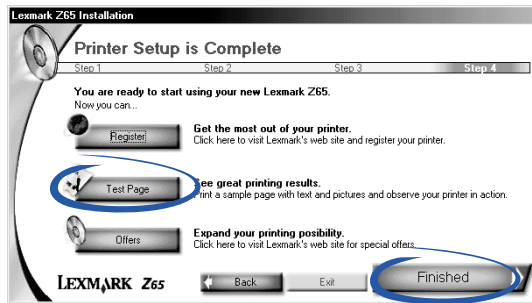 Lexmark Z65 Installation
Printer Setup is Complete
Step 1 Step 2 Step 3 Step 4
You are ready to start using your new Lexmark Z65.
Now you can...
Register
Get the most out of your printer.
Click here to visit Lexmark's web site and register your printer.
Test Page
See great printing results.
Print a sample page with text and pictures and observe your printer in action.
Offers
Expand your printing posibility.
Click here to visit Lexmark's web site for special offers.
LEXMARK Z65
Back
Exit
Finished